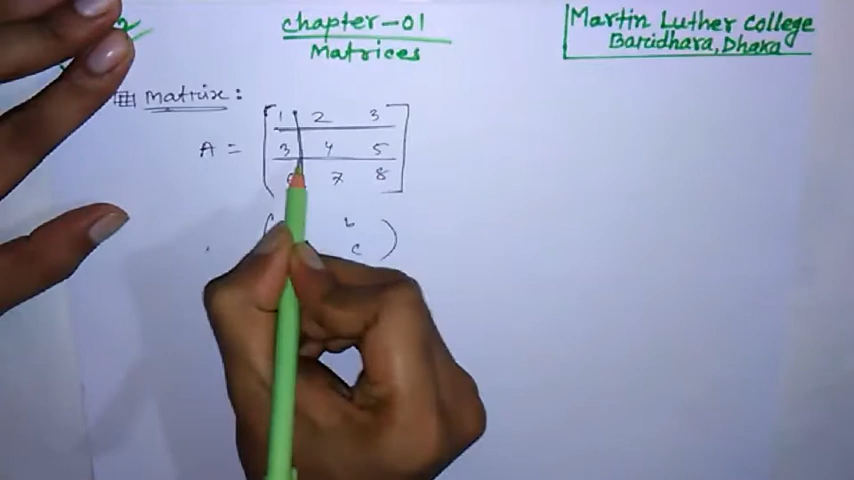 chapter-01
Matrices
Martin Luther College
Baridhara, Dhaka
Matrix:
A =
1 2 3
3 4 5
7 8
b
c